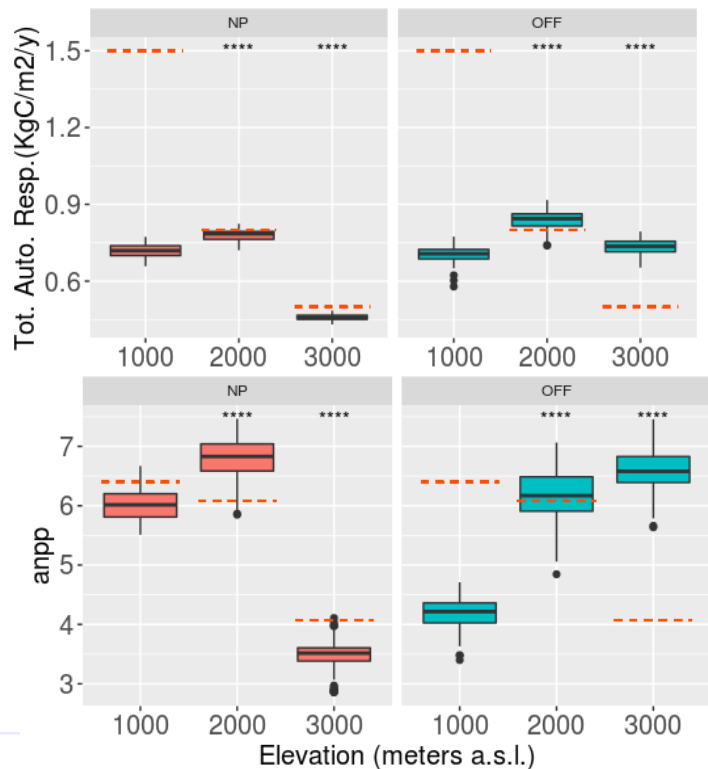 NP OFF
Tot. Auto. Resp.(KgC/m2/y)
1.5
1.2
0.9
0.6
**** **** **** ****
1000 2000 3000 1000 2000 3000
NP OFF
anpp
7
6
5
4
3
**** **** **** ****
1000 2000 3000 1000 2000 3000
Elevation (meters a.s.l.)